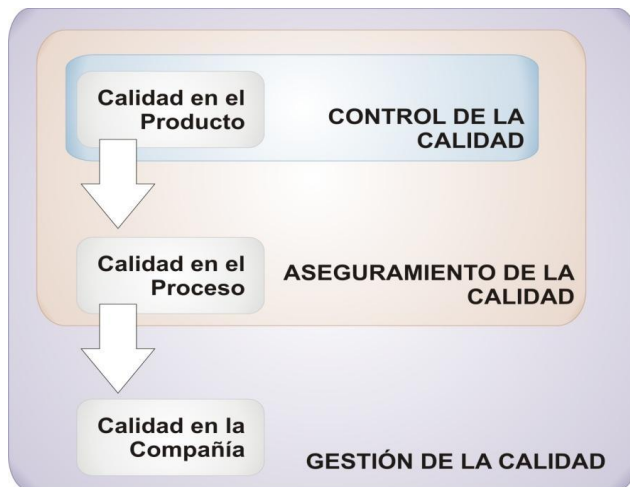 Calidad en el
Producto
CONTROL DE LA
CALIDAD
Calidad en el
Proceso
ASEGURAMIENTO DE LA
CALIDAD
Calidad en la
Compañía
GESTIÓN DE LA CALIDAD